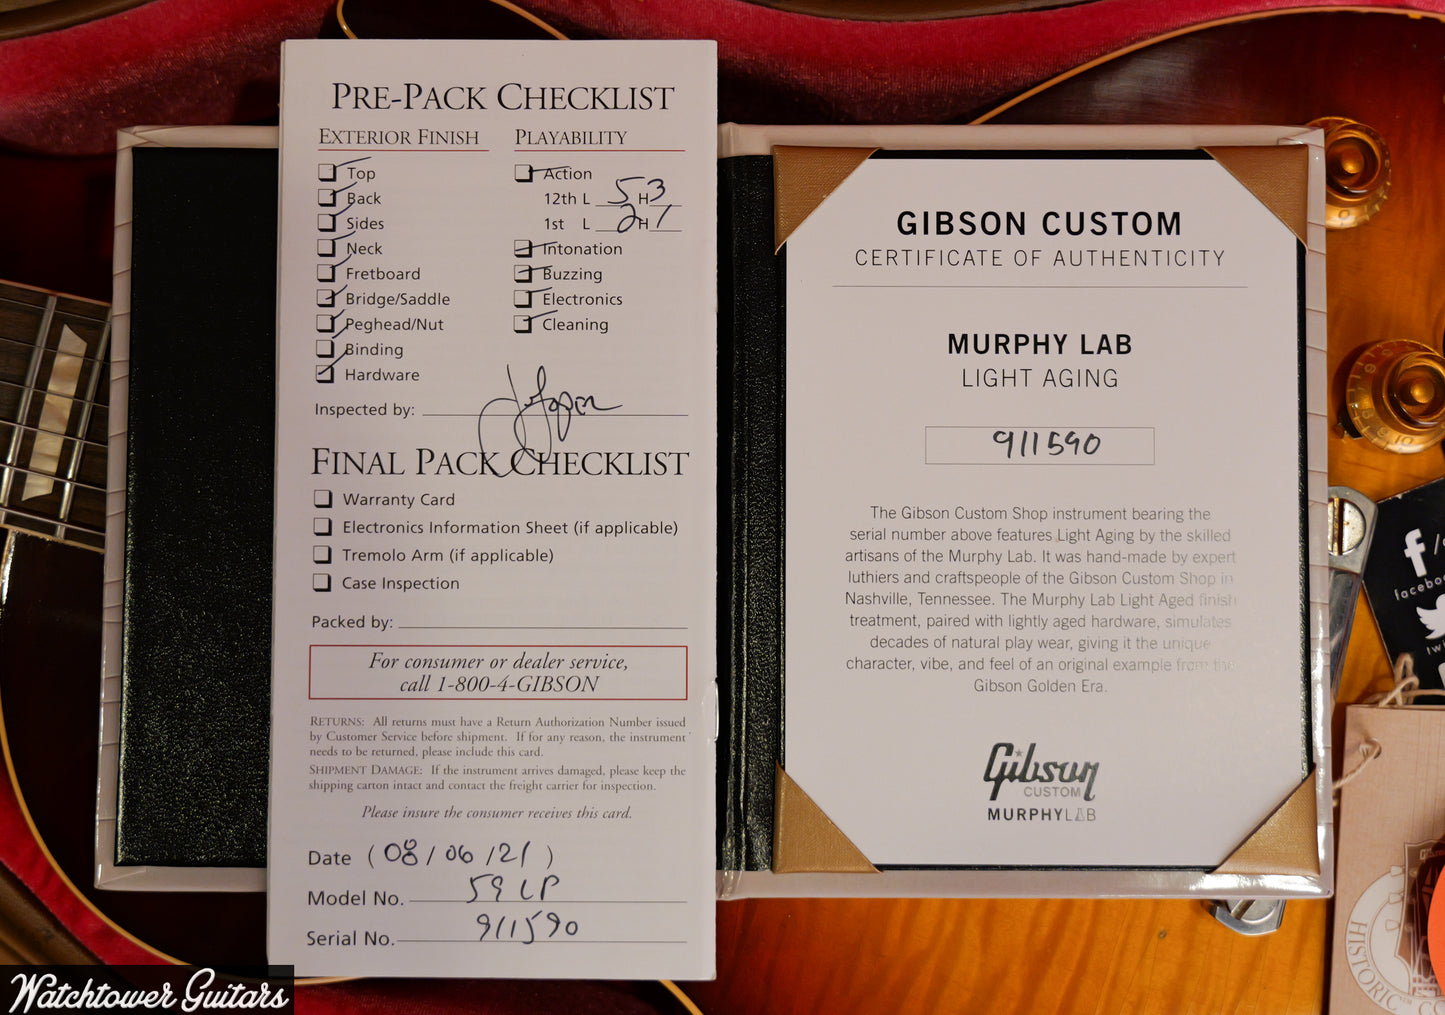 PRE-PACK CHECKLIST
EXTERIOR FINISH
Top
Back
Sides
Neck
Fretboard
Bridge/Saddle
Peghead/Nut
Binding
Hardware
PLAYABILITY
Action
12th L 5 H 3
1st L 2 H 1
Intonation
Buzzing
Electronics
Cleaning
Inspected by:
FINAL PACK CHECKLIST
Warranty Card
Electronics Information Sheet (if applicable)
Tremolo Arm (if applicable)
Case Inspection
Packed by:
For consumer or dealer service,
call 1-800-4-GIBSON
RETURNS: All returns must have a Return Authorization Number issued
by Customer Service before shipment. If for any reason, the instrument
needs to be returned, please include this card.
SHIPMENT DAMAGE: If the instrument arrives damaged, please keep the
shipping carton intact and contact the freight carrier for inspection.
Please insure the consumer receives this card.
Date (08/06/21)
Model No. 59 LP
Serial No. 911590
GIBSON CUSTOM
CERTIFICATE OF AUTHENTICITY
MURPHY LAB
LIGHT AGING
911590
The Gibson Custom Shop instrument bearing the
serial number above features Light Aging by the skilled
artisans of the Murphy Lab. It was hand-made by expert
luthiers and craftspeople of the Gibson Custom Shop in
Nashville, Tennessee. The Murphy Lab Light Aged finish
treatment, paired with lightly aged hardware, simulates
decades of natural play wear, giving it the unique
character, vibe, and feel of an original example from the
Gibson Golden Era.
Gibson
CUSTOM
MURPHYLAB
HISTORIC
Watchtower Guitars